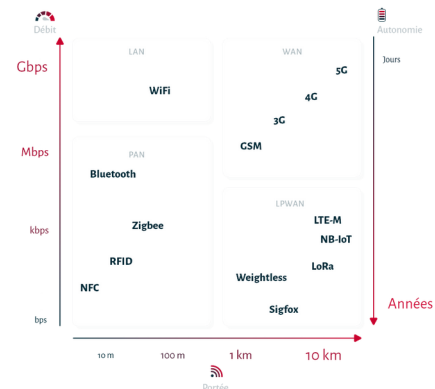 Débit
Autonomie
LAN
WAN
Gbps
Jours
WiFi
5G
4G
3G
GSM
Mbps
PAN
Bluetooth
LPWAN
Zigbee
LTE-M
kbps
NB-IoT
RFID
LoRa
Weightless
NFC
Années
Sigfox
bps
10 m
100 m
1 km
10 km
Portée